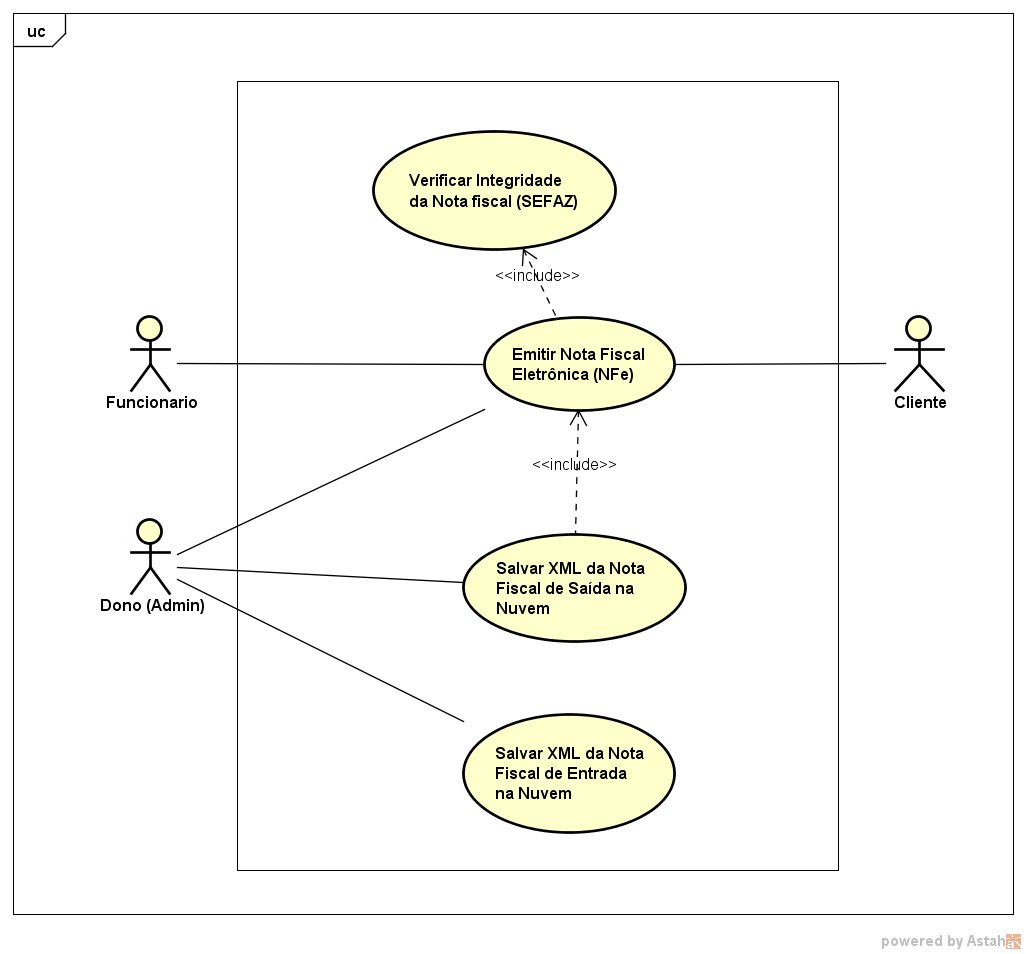 uc
Verificar Integridade
da Nota fiscal (SEFAZ)
<<include>>
Emitir Nota Fiscal
Eletrônica (NFe)
Funcionario
Cliente
<<include>>
Salvar XML da Nota
Fiscal de Saída na
Nuvem
Dono (Admin)
Salvar XML da Nota
Fiscal de Entrada
na Nuvem
powered by Astah